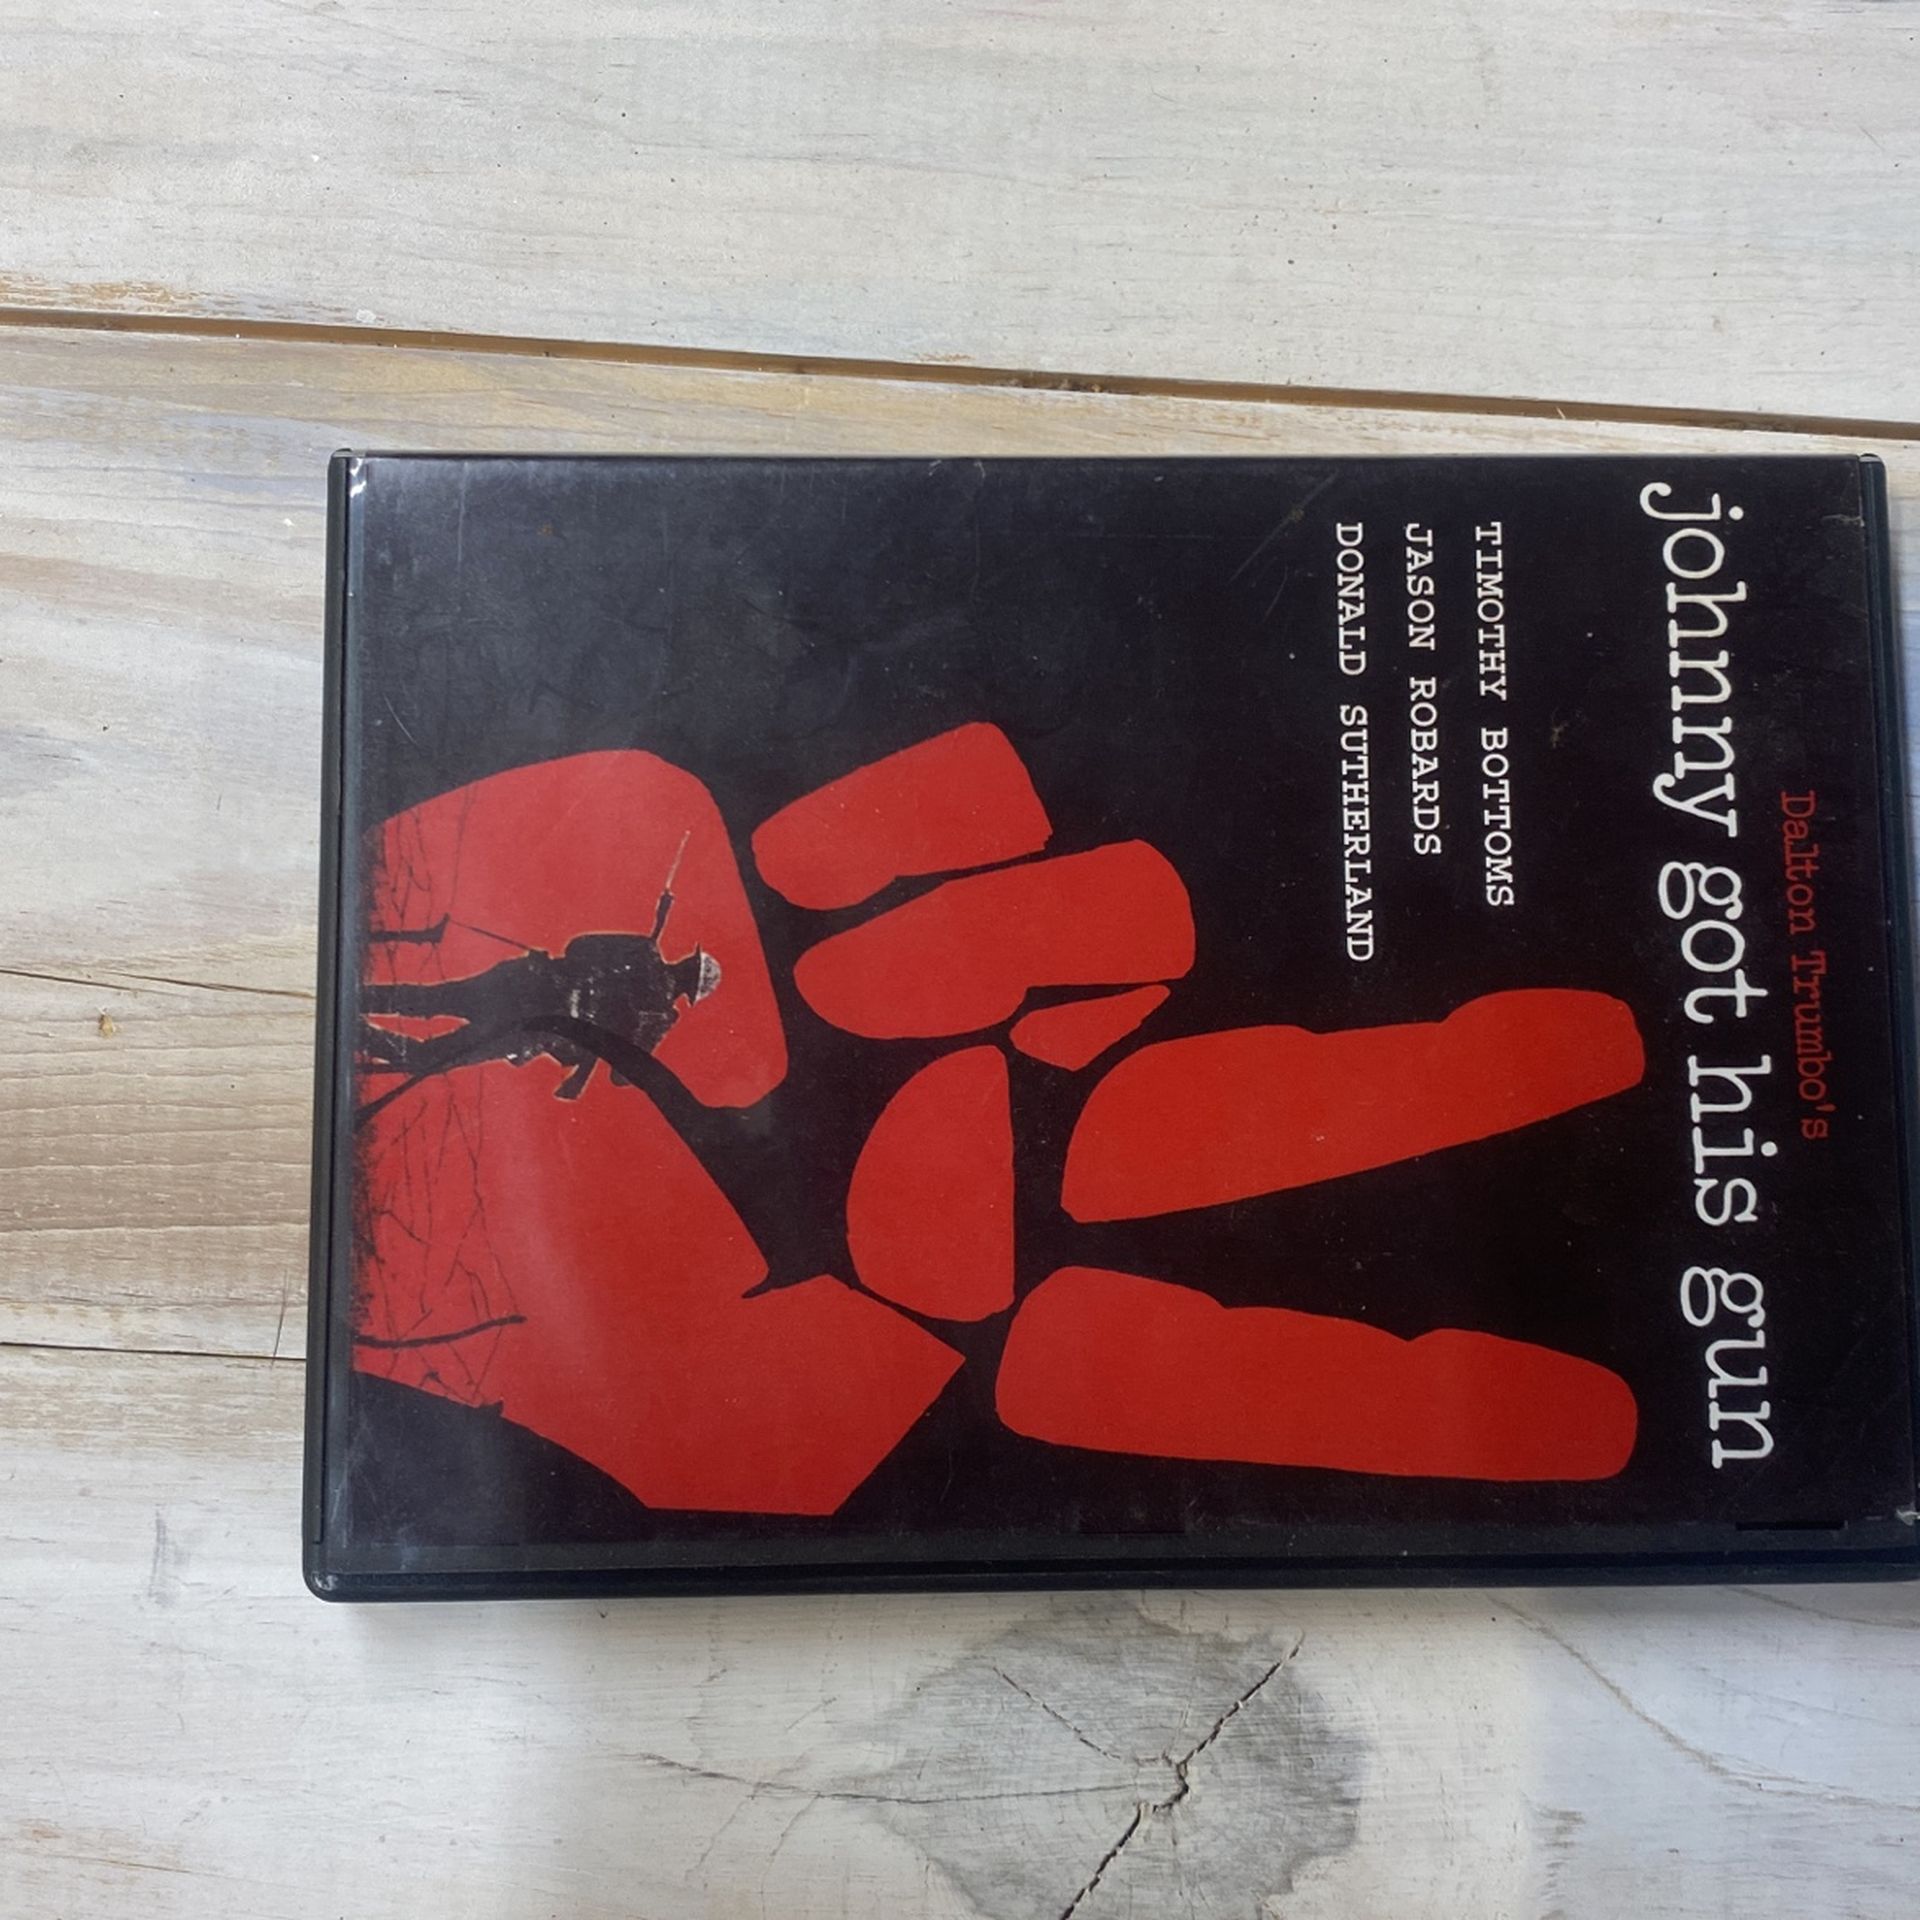 Dalton Trumbo's
johnny got his gun
TIMOTHY BOTTOMS
JASON ROBARDS
DONALD SUTHERLAND